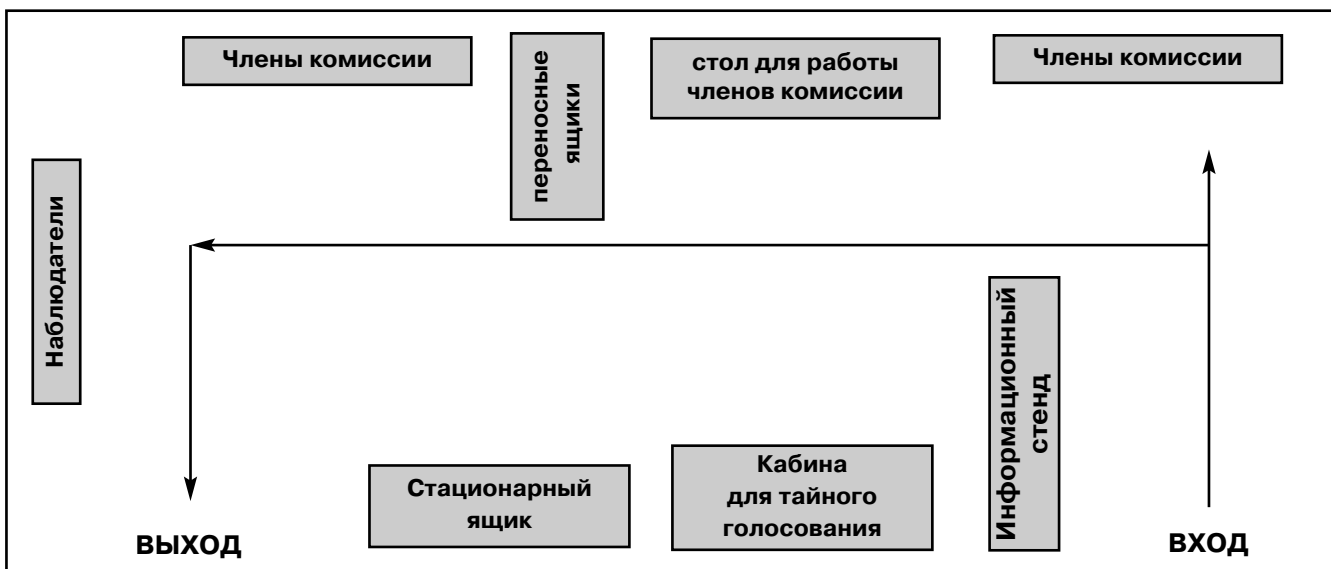 Члены комиссии
переносные
ящики
стол для работы
членов комиссии
Члены комиссии
Наблюдатели
Информационный
стенд
Стационарный
ящик
Кабина
для тайного
голосования
ВЫХОД
ВХОД